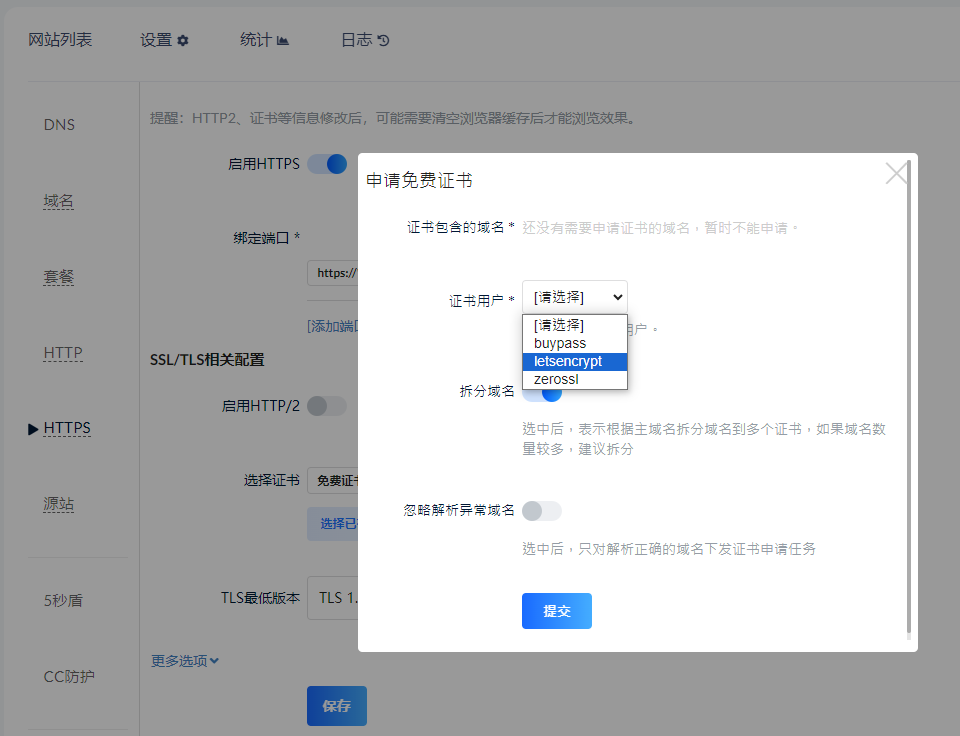 网站列表
设置
统计
日志
DNS
域名
套餐
HTTP
HTTPS
源站
5秒盾
CC防护
提醒：HTTP2、证书等信息修改后，可能需要清空浏览器缓存后才能浏览效果。
启用HTTPS
绑定端口 *
https://
[添加端
SSL/TLS相关配置
启用HTTP/2
选择证书
免费证
选择已
TLS最低版本
TLS 1.
更多选项
保存
申请免费证书
证书包含的域名 * 还没有需要申请证书的域名，暂时不能申请。
证书用户 *
[请选择]
[请选择]
buypass
letsencrypt
zerossl
户。
拆分域名
选中后，表示根据主域名拆分域名到多个证书，如果域名数
量较多，建议拆分
忽略解析异常域名
选中后，只对解析正确的域名下发证书申请任务
提交